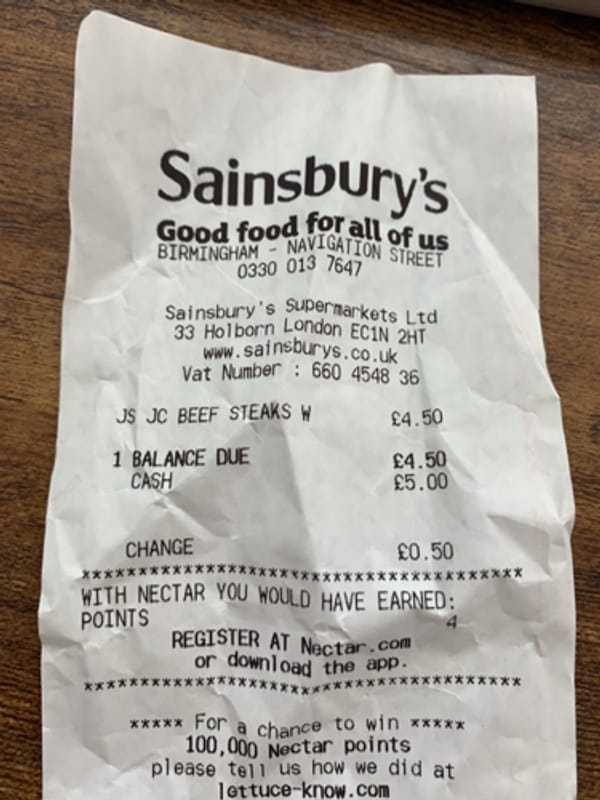 Sainsbury's
Good food for all of us
BIRMINGHAM - NAVIGATION STREET
0330 013 7647
Sainsbury's Supermarkets Ltd
33 Holborn London EC1N 2HT
www.sainsburys.co.uk
Vat Number : 660 4548 36
JS JC BEEF STEAKS W £4.50
1 BALANCE DUE £4.50
CASH £5.00
CHANGE £0.50
****************************************
WITH NECTAR YOU WOULD HAVE EARNED:
POINTS 4
REGISTER AT Nectar.com
or download the app.
****************************************
***** For a chance to win *****
100,000 Nectar points
please tell us how we did at
lettuce-know.com